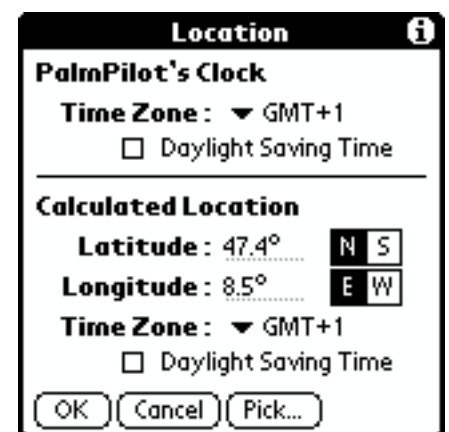 Location i
PalmPilot's Clock
Time Zone: GMT+1
Daylight Saving Time
Calculated Location
Latitude: 47.4° N S
Longitude: 8.5° E W
Time Zone: GMT+1
Daylight Saving Time
OK Cancel Pick...